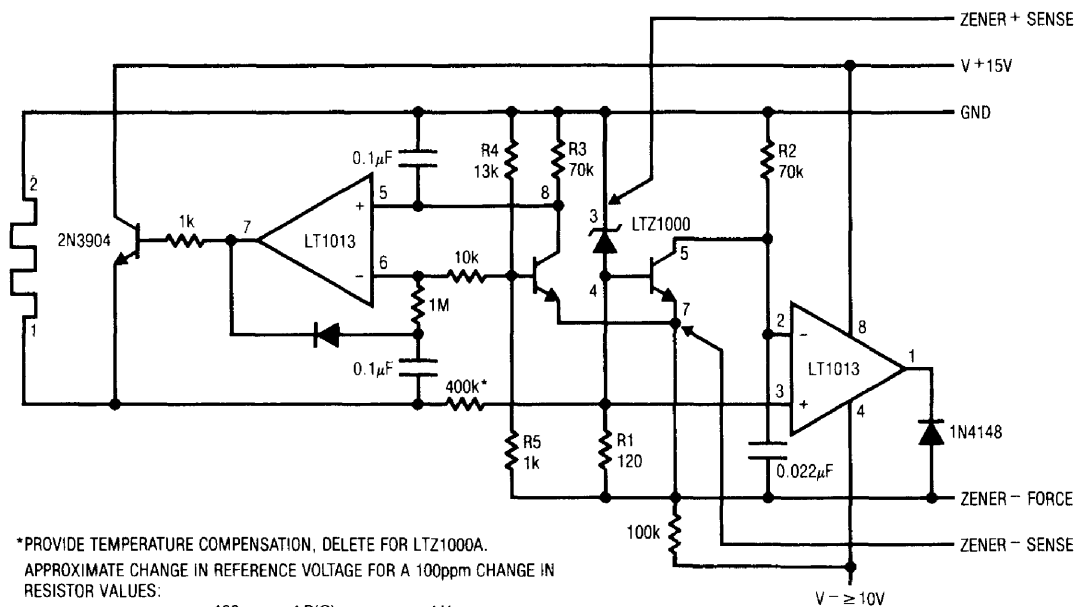 ZENER + SENSE
V +15V
GND
R4
13k
R3
70k
R2
70k
0.1µF
2
8
3
LTZ1000
5
2N3904
1k
7
LT1013
+
5
−
6
10k
4
5
7
1M
2
−
8
LT1013
1
3
+
4
1
0.1µF
400k*
1N4148
R5
1k
R1
120
0.022µF
ZENER − FORCE
100k
ZENER − SENSE
V − ≥ 10V
*PROVIDE TEMPERATURE COMPENSATION, DELETE FOR LTZ1000A.
APPROXIMATE CHANGE IN REFERENCE VOLTAGE FOR A 100ppm CHANGE IN
RESISTOR VALUES: